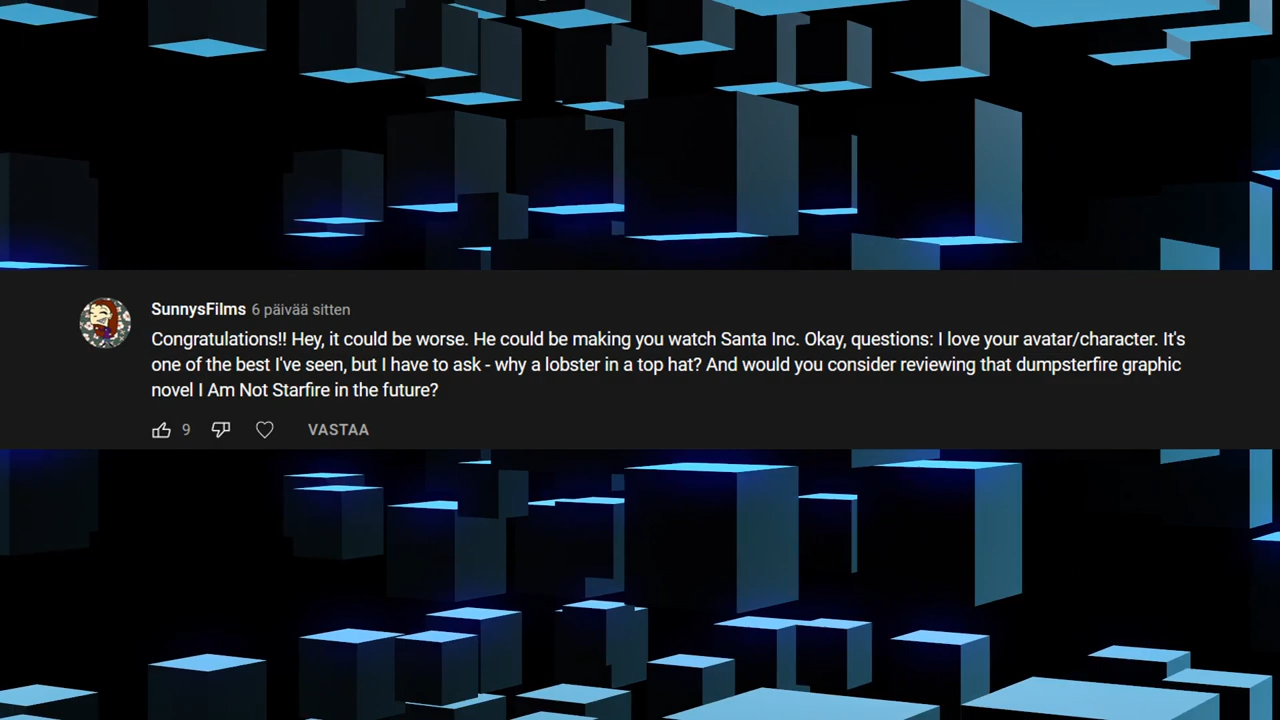 SunnysFilms 6 päivää sitten
Congratulations!! Hey, it could be worse. He could be making you watch Santa Inc. Okay, questions: I love your avatar/character. It's
one of the best I've seen, but I have to ask - why a lobster in a top hat? And would you consider reviewing that dumpsterfire graphic
novel I Am Not Starfire in the future?
9 VASTAA